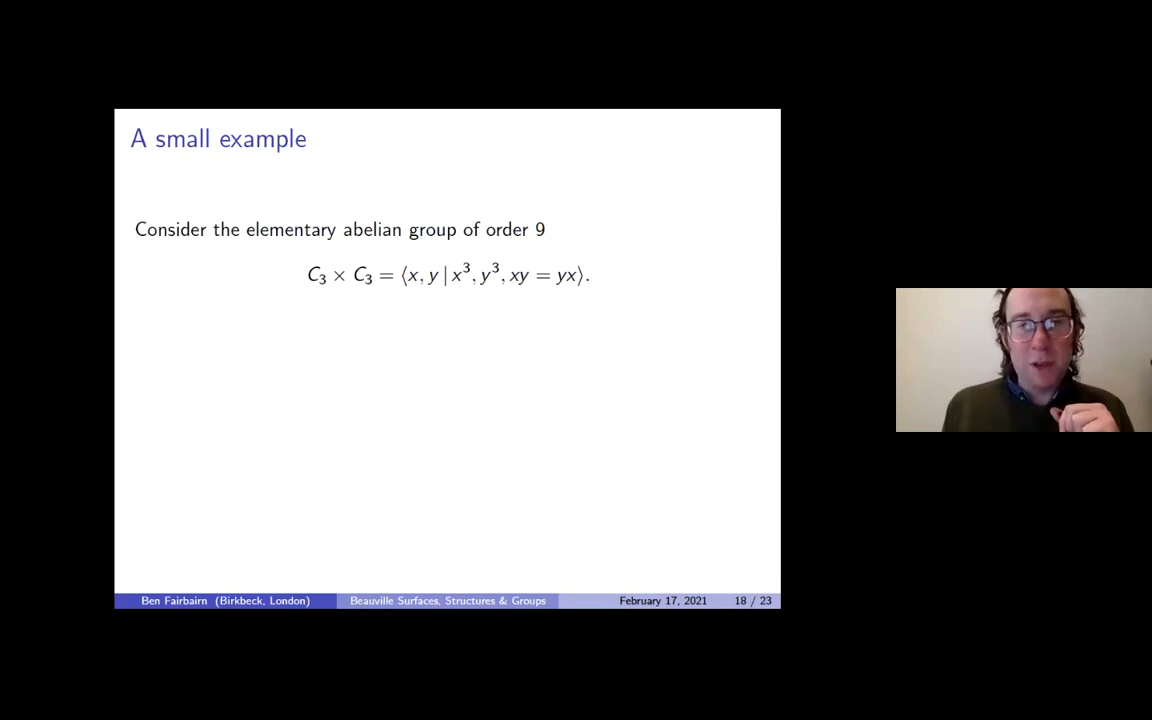 A small example
Consider the elementary abelian group of order 9
C₃ × C₃ = ⟨x, y | x³, y³, xy = yx⟩.
Ben Fairbairn (Birkbeck, London) Beauville Surfaces, Structures & Groups February 17, 2021 18 / 23